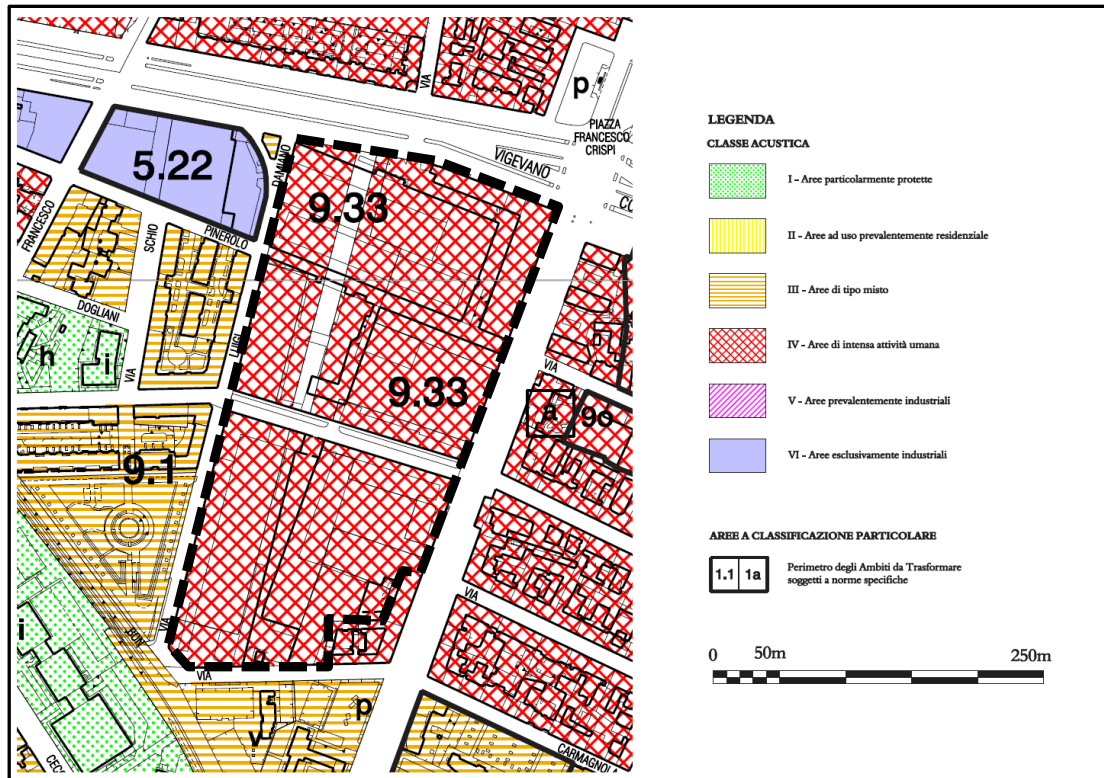 VIA
p
PIAZZA
FRANCESCO
CRISPI
VIGEVANO
5.22
DAMIANO
9.33
FRANCESCO
SCHIO
PINEROLO
DOGLIANI
LUIGI
h
i
VIA
9.33
VIA
a
9o
9.1
VIA
VIA
i
VIA
p
v
CARMAGNOL
CECC
LEGENDA
CLASSE ACUSTICA
I - Aree particolarmente protette
II - Aree ad uso prevalentemente residenziale
III - Aree di tipo misto
IV - Aree di intensa attività umana
V - Aree prevalentemente industriali
VI - Aree esclusivamente industriali
AREE A CLASSIFICAZIONE PARTICOLARE
1.1 1a
Perimetro degli Ambiti da Trasformare
soggetti a norme specifiche
0 50m 250m